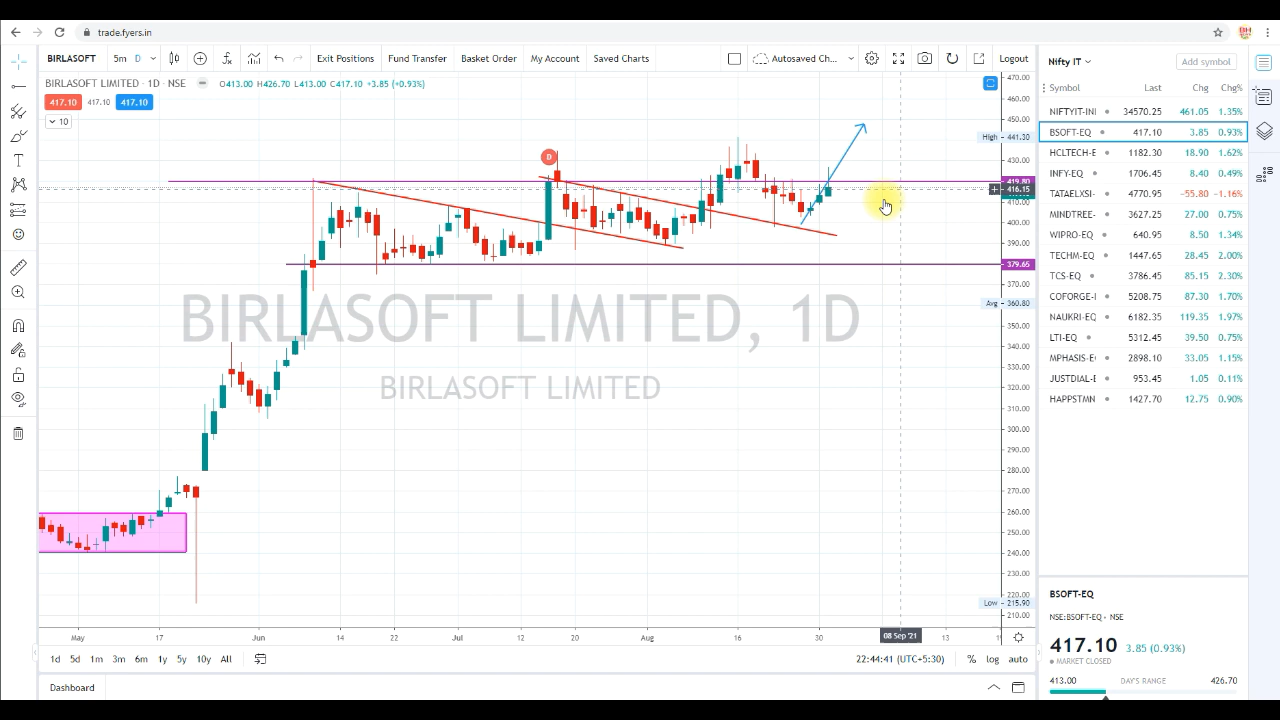 trade.fyers.in
BIRLASOFT 5m D Exit Positions Fund Transfer Basket Order My Account Saved Charts Autosaved Ch... Logout
BIRLASOFT LIMITED · 1D · NSE O413.00 H426.70 L413.00 C417.10 +3.85 (+0.93%)
417.10 417.10 417.10
10
D
470.00
460.00
450.00
High 441.30
430.00
419.80
416.15
410.00
400.00
390.00
379.65
370.00
Avg 360.80
350.00
340.00
330.00
320.00
310.00
300.00
290.00
280.00
270.00
260.00
250.00
240.00
230.00
220.00
Low 215.90
210.00
BIRLASOFT LIMITED, 1D
BIRLASOFT LIMITED
May 17 Jun 14 22 Jul 12 20 Aug 16 30 08 Sep '21 13
1d 5d 1m 3m 6m 1y 5y 10y All 22:44:41 (UTC+5:30) % log auto
Dashboard
Nifty IT Add symbol
Symbol Last Chg Chg%
NIFTYIT-INI 34570.25 461.05 1.35%
BSOFT-EQ 417.10 3.85 0.93%
HCLTECH-E 1182.30 18.90 1.62%
INFY-EQ 1706.45 8.40 0.49%
TATAELXSI- 4770.95 -55.80 -1.16%
MINDTREE- 3627.25 27.00 0.75%
WIPRO-EQ 640.95 8.50 1.34%
TECHM-EQ 1447.65 28.45 2.00%
TCS-EQ 3786.45 85.15 2.30%
COFORGE-I 5208.75 87.30 1.70%
NAUKRI-EQ 6182.35 119.35 1.97%
LTI-EQ 5312.45 39.50 0.75%
MPHASIS-E 2898.10 33.05 1.15%
JUSTDIAL-E 953.45 1.05 0.11%
HAPPSTMN 1427.70 12.75 0.90%
BSOFT-EQ
NSE:BSOFT-EQ - NSE
417.10 3.85 (0.93%)
MARKET CLOSED
413.00 DAY'S RANGE 426.70